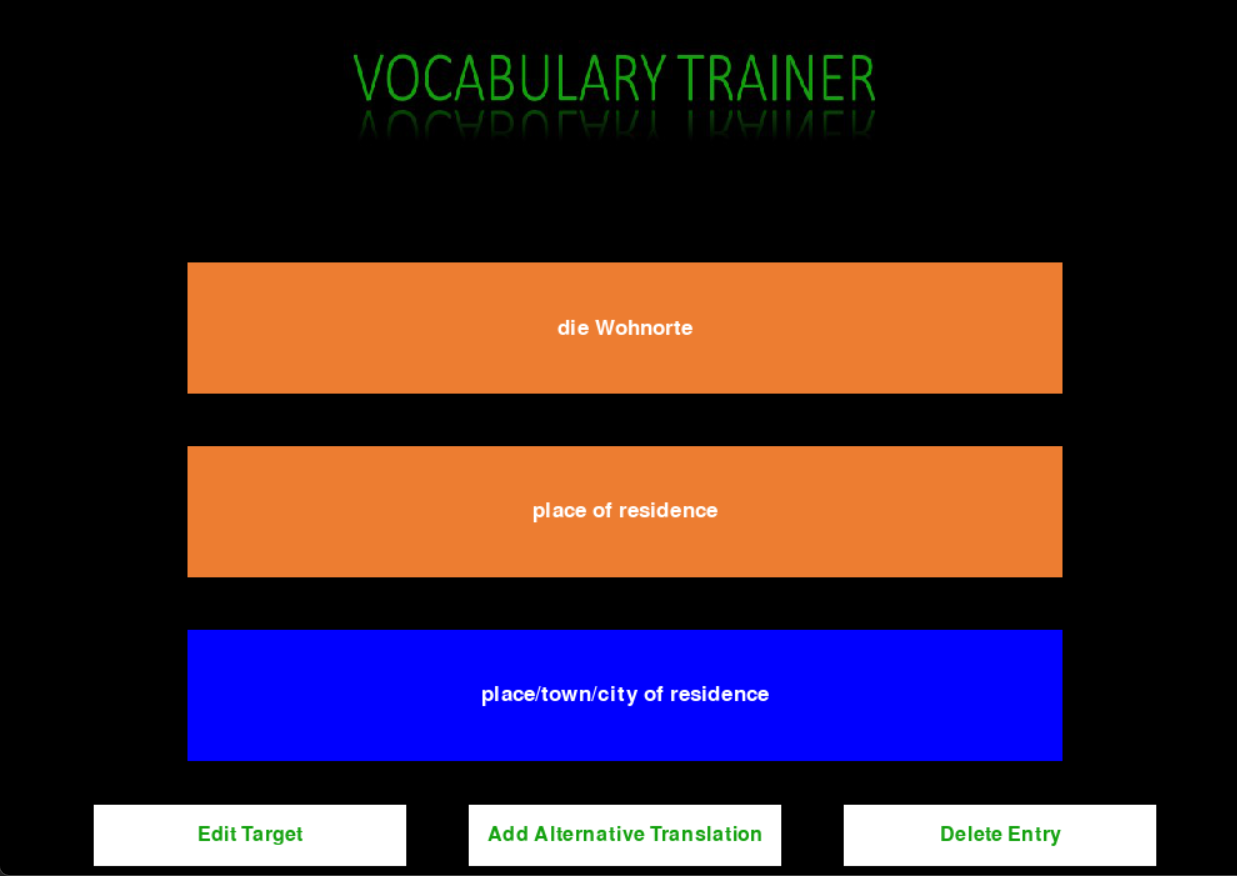 VOCABULARY TRAINER
die Wohnorte
place of residence
place/town/city of residence
Edit Target
Add Alternative Translation
Delete Entry